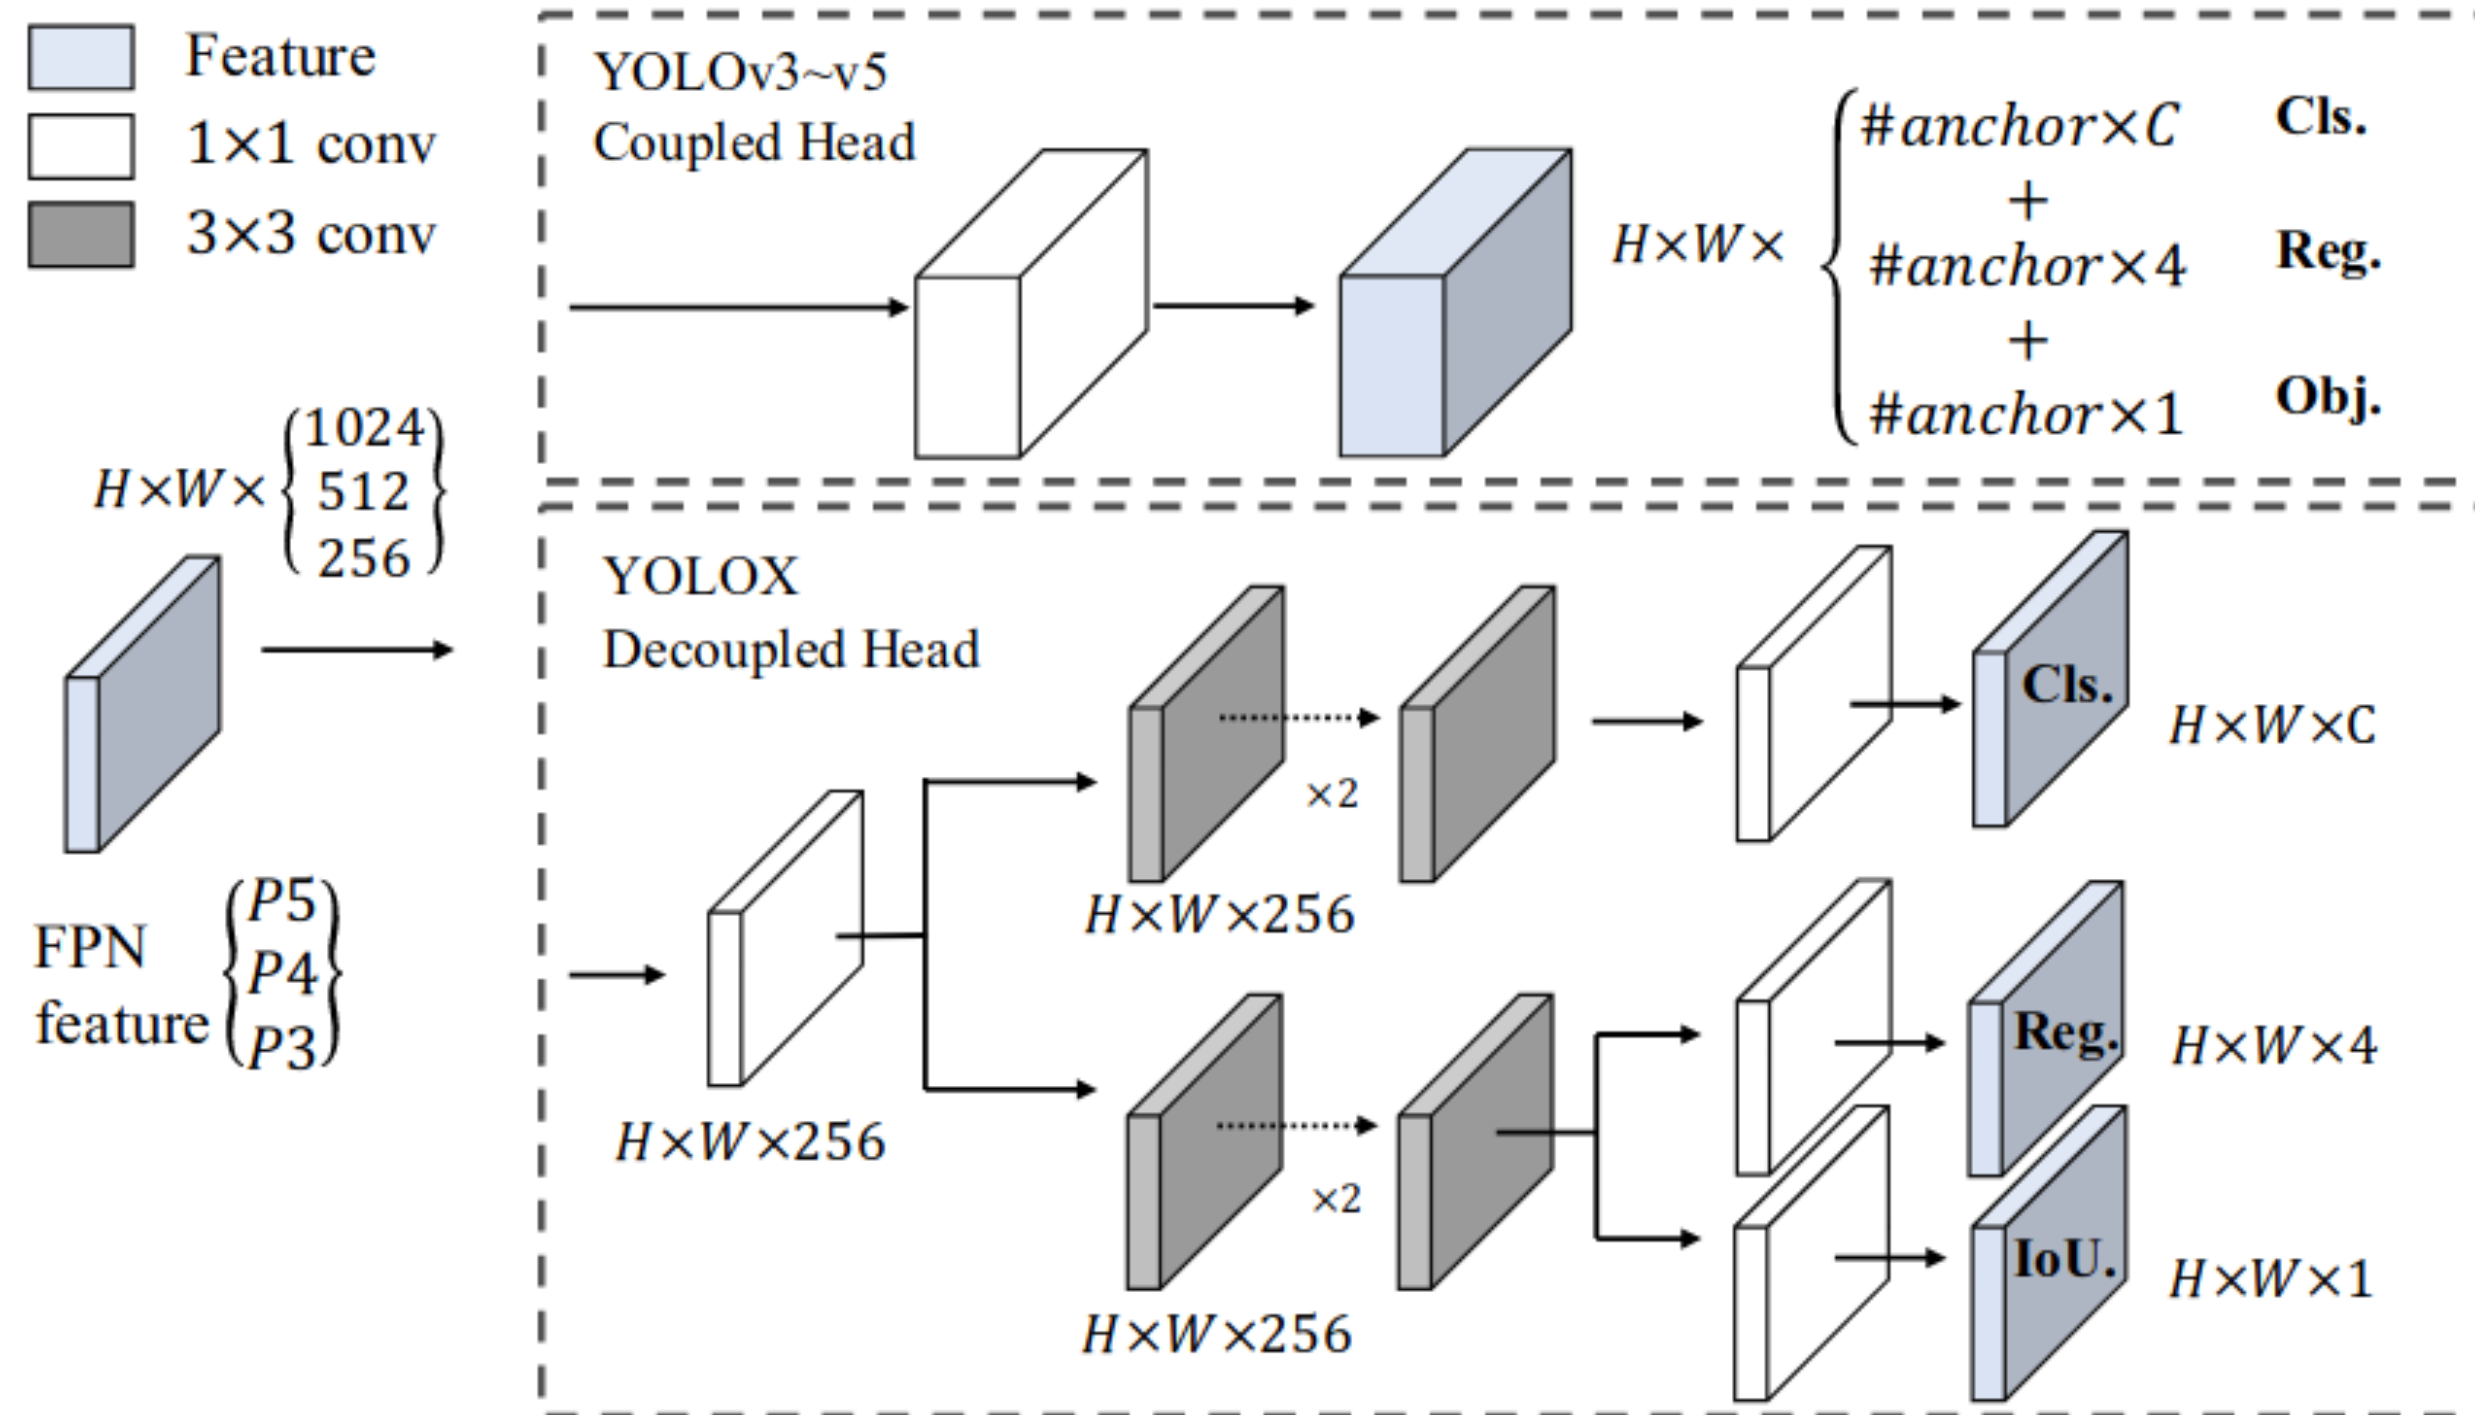 Feature
1×1 conv
3×3 conv
H×W×{1024
512
256}
FPN feature {P5
P4
P3}
YOLOv3~v5
Coupled Head
H×W×
#anchor×C Cls.
+
#anchor×4 Reg.
+
#anchor×1 Obj.
YOLOX
Decoupled Head
H×W×256
×2
H×W×256
Cls.
H×W×C
×2
H×W×256
Reg.
H×W×4
IoU.
H×W×1